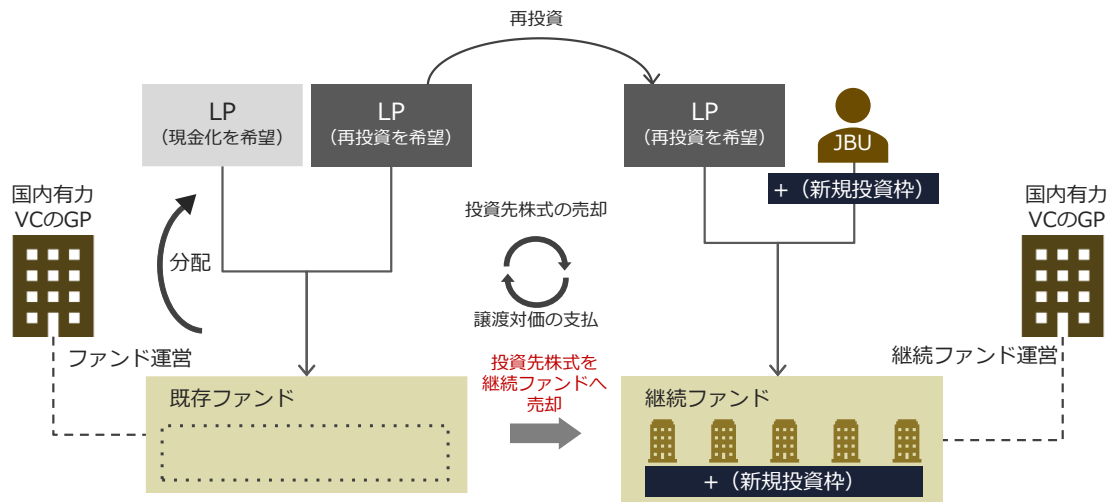 再投資
LP
（現金化を希望）
LP
（再投資を希望）
LP
（再投資を希望）
JBU
＋（新規投資枠）
国内有力
VCのGP
分配
投資先株式の売却
譲渡対価の支払
国内有力
VCのGP
ファンド運営
投資先株式を
継続ファンドへ
売却
継続ファンド運営
既存ファンド
継続ファンド
＋（新規投資枠）